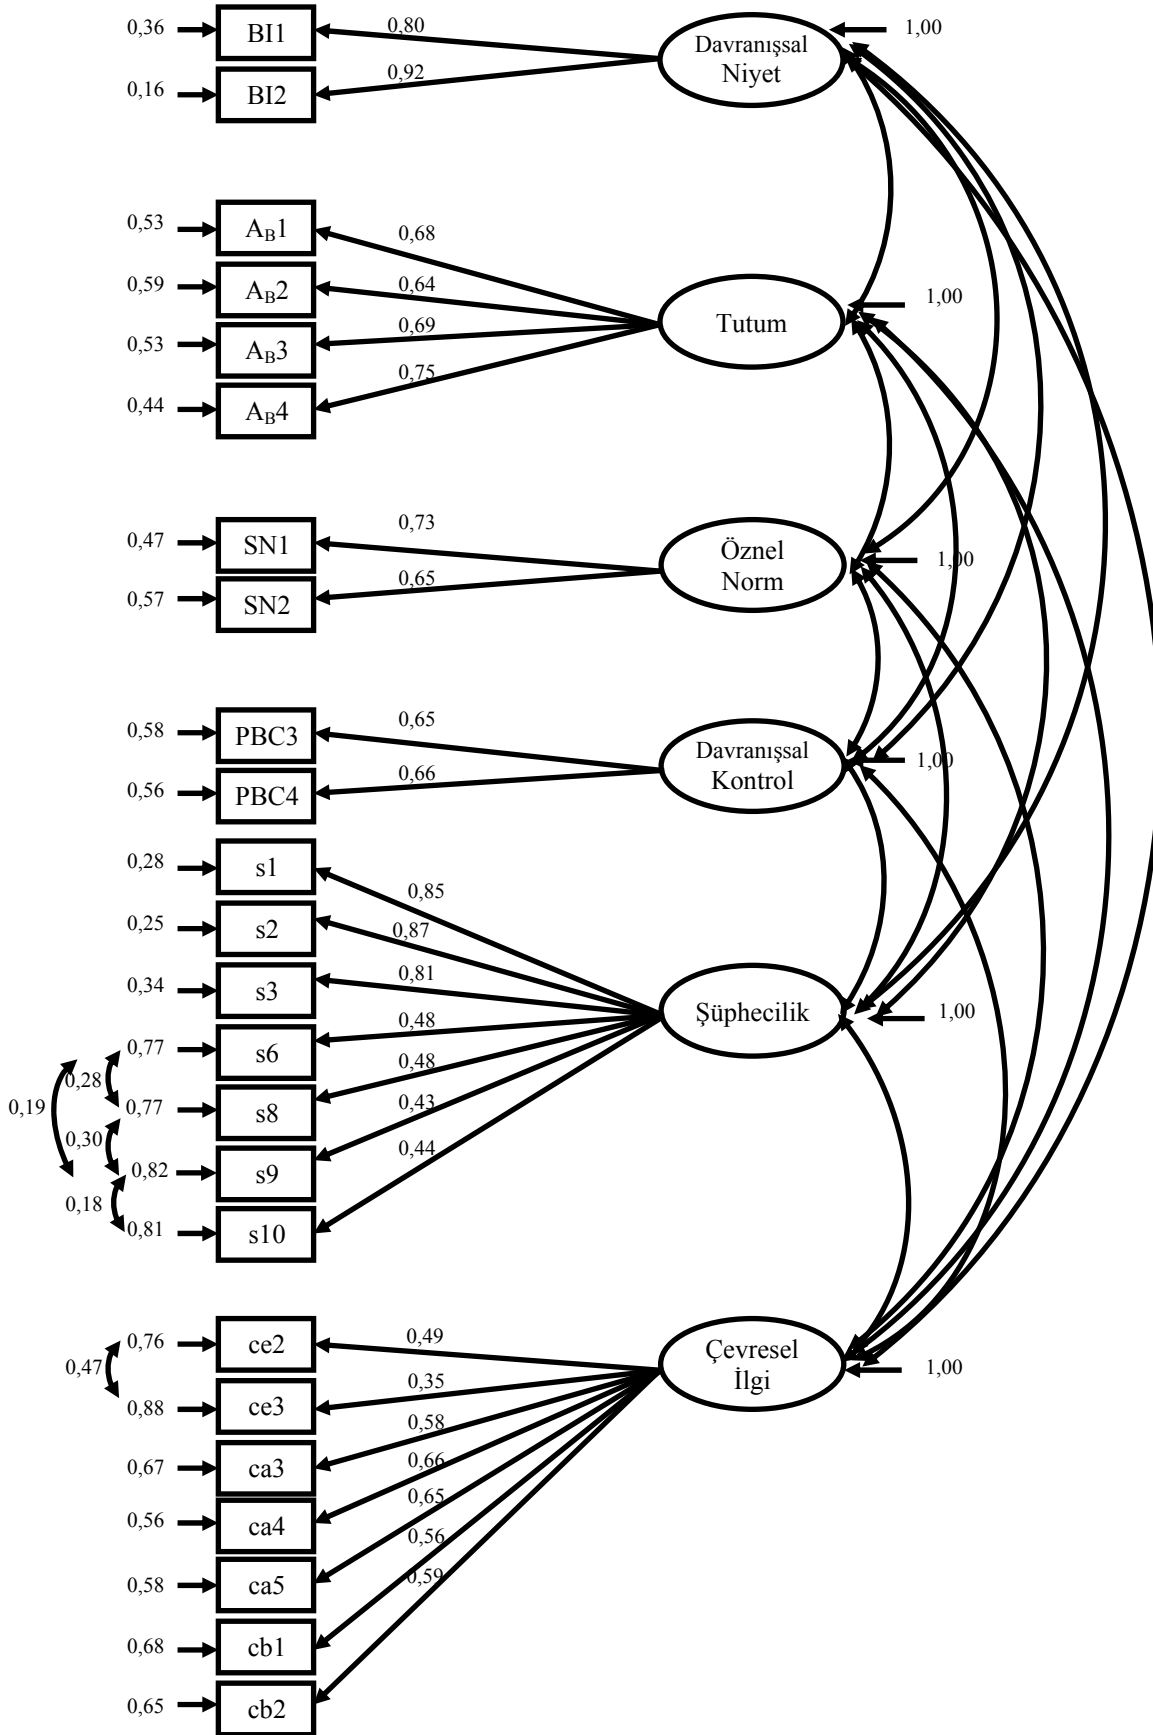 0,36 BI1 0,80 Davranışsal Niyet 1,00
0,16 BI2 0,92
0,53 AB1 0,68
0,59 AB2 0,64 Tutum 1,00
0,53 AB3 0,69
0,44 AB4 0,75
0,47 SN1 0,73 Öznel Norm 1,00
0,57 SN2 0,65
0,58 PBC3 0,65 Davranışsal Kontrol 1,00
0,56 PBC4 0,66
0,28 s1 0,85
0,25 s2 0,87
0,34 s3 0,81 Şüphecilik 1,00
0,77 s6 0,48
0,28
0,19 0,77 s8 0,48
0,30
0,82 s9 0,43
0,18
0,81 s10 0,44
0,76 ce2 0,49 Çevresel İlgi 1,00
0,47
0,88 ce3 0,35
0,67 ca3 0,58
0,56 ca4 0,66
0,58 ca5 0,65
0,68 cb1 0,56
0,65 cb2 0,59